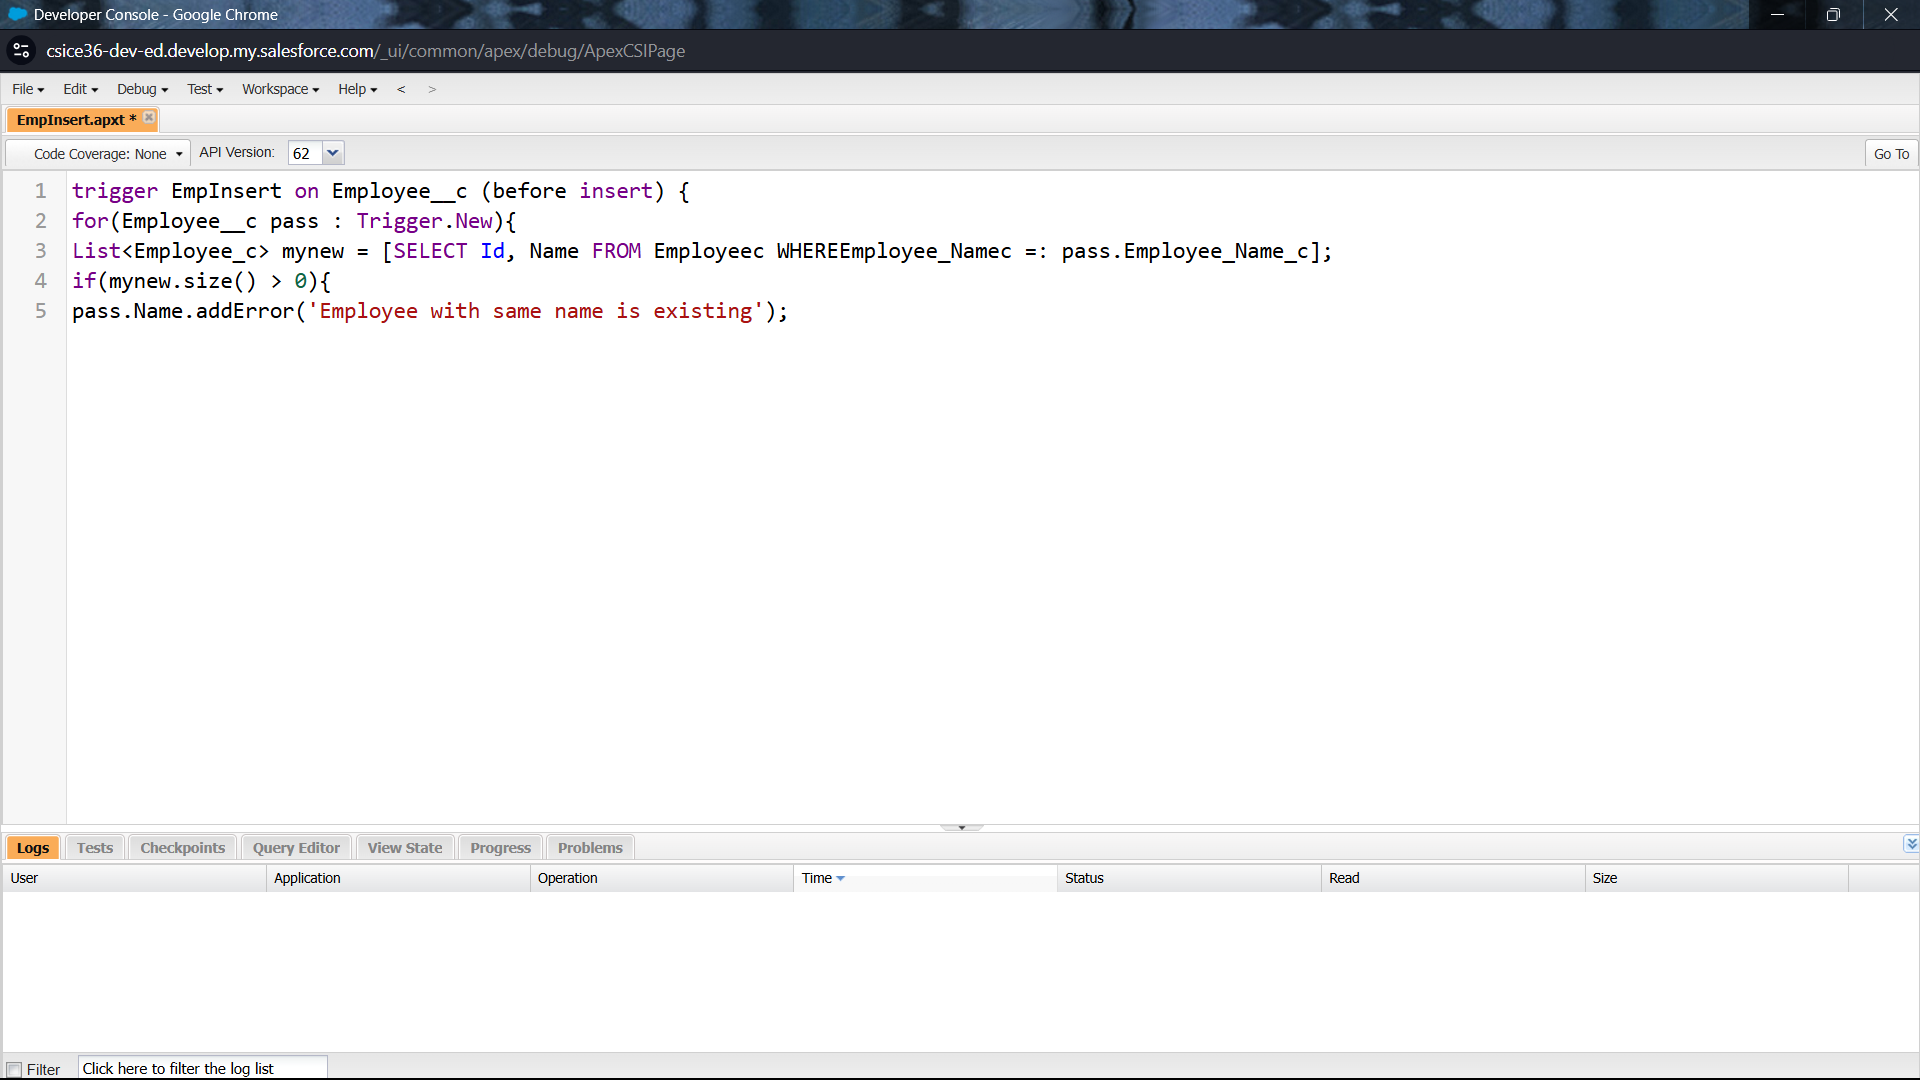 Developer Console - Google Chrome
csice36-dev-ed.develop.my.salesforce.com/_ui/common/apex/debug/ApexCSIPage
File Edit Debug Test Workspace Help < >
EmpInsert.apxt *
Code Coverage: None API Version: 62 Go To
1 trigger EmpInsert on Employee__c (before insert) {
2 for(Employee__c pass : Trigger.New){
3 List<Employee_c> mynew = [SELECT Id, Name FROM Employeec WHEREEmployee_Namec =: pass.Employee_Name_c];
4 if(mynew.size() > 0){
5 pass.Name.addError('Employee with same name is existing');
Logs Tests Checkpoints Query Editor View State Progress Problems
User Application Operation Time Status Read Size
Filter Click here to filter the log list